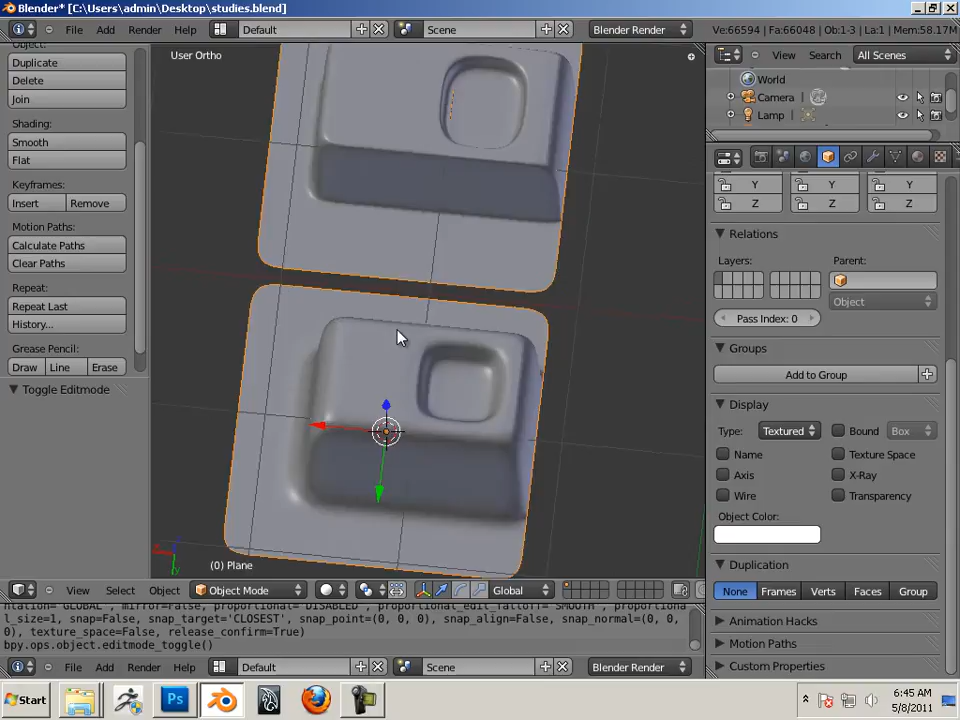 Blender* [C:\Users\admin\Desktop\studies.blend]
File Add Render Help Default Scene Blender Render Ve:66594 | Fa:66048 | Ob:1-3 | La:1 | Mem:58.17M
User Ortho
View Search All Scenes
World
Camera
Lamp
Duplicate
Delete
Join
Shading:
Smooth
Flat
Keyframes:
Insert Remove
Motion Paths:
Calculate Paths
Clear Paths
Repeat:
Repeat Last
History...
Grease Pencil:
Draw Line Erase
Toggle Editmode
Y Y Y
Z Z Z
Relations
Layers: Parent:
Object
Pass Index: 0
Groups
Add to Group
Display
Type: Textured Bound Box
Name Texture Space
Axis X-Ray
Wire Transparency
Object Color:
Duplication
None Frames Verts Faces Group
Animation Hacks
Motion Paths
Custom Properties
(0) Plane
View Select Object Object Mode Global
l_size=1, snap=False, snap_target='CLOSEST', snap_point=(0, 0, 0), snap_align=False, snap_normal=(0, 0,
0), texture_space=False, release_confirm=True)
bpy.ops.object.editmode_toggle()
File Add Render Help Default Scene Blender Render
Start Ps 6:45 AM
5/8/2011